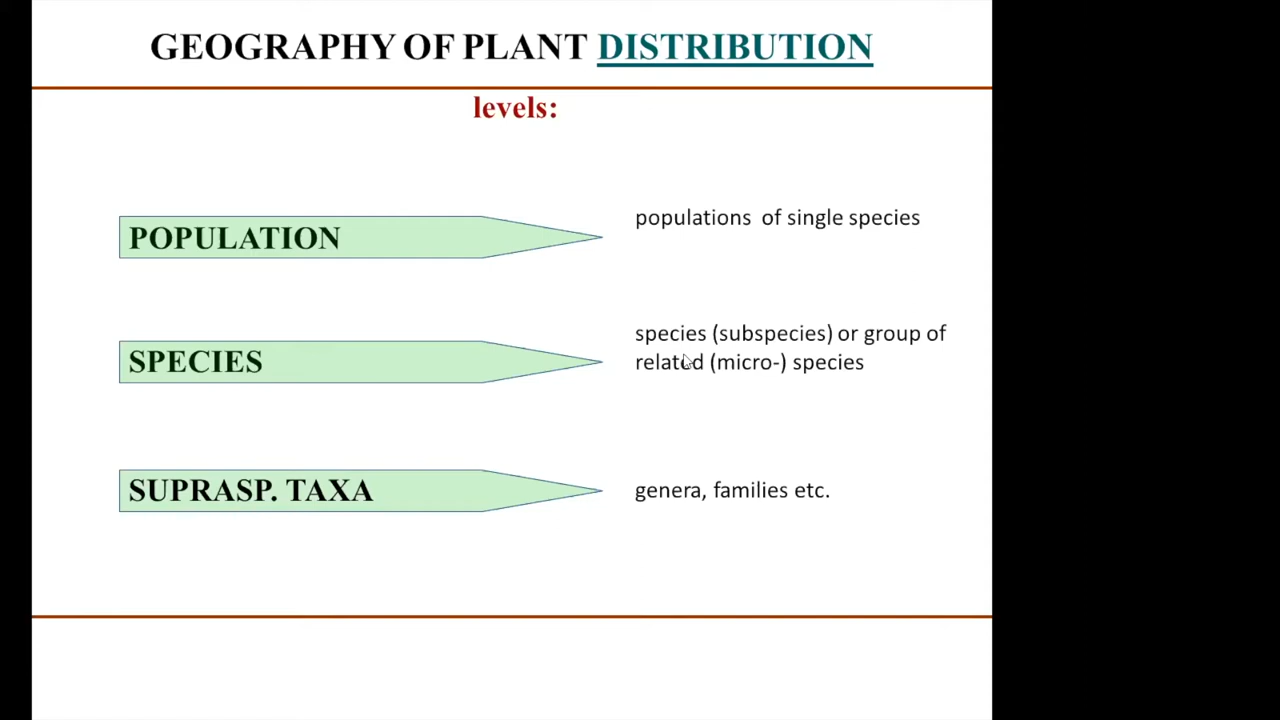 GEOGRAPHY OF PLANT DISTRIBUTION
levels:
POPULATION
populations of single species
SPECIES
species (subspecies) or group of
related (micro-) species
SUPRASP. TAXA
genera, families etc.